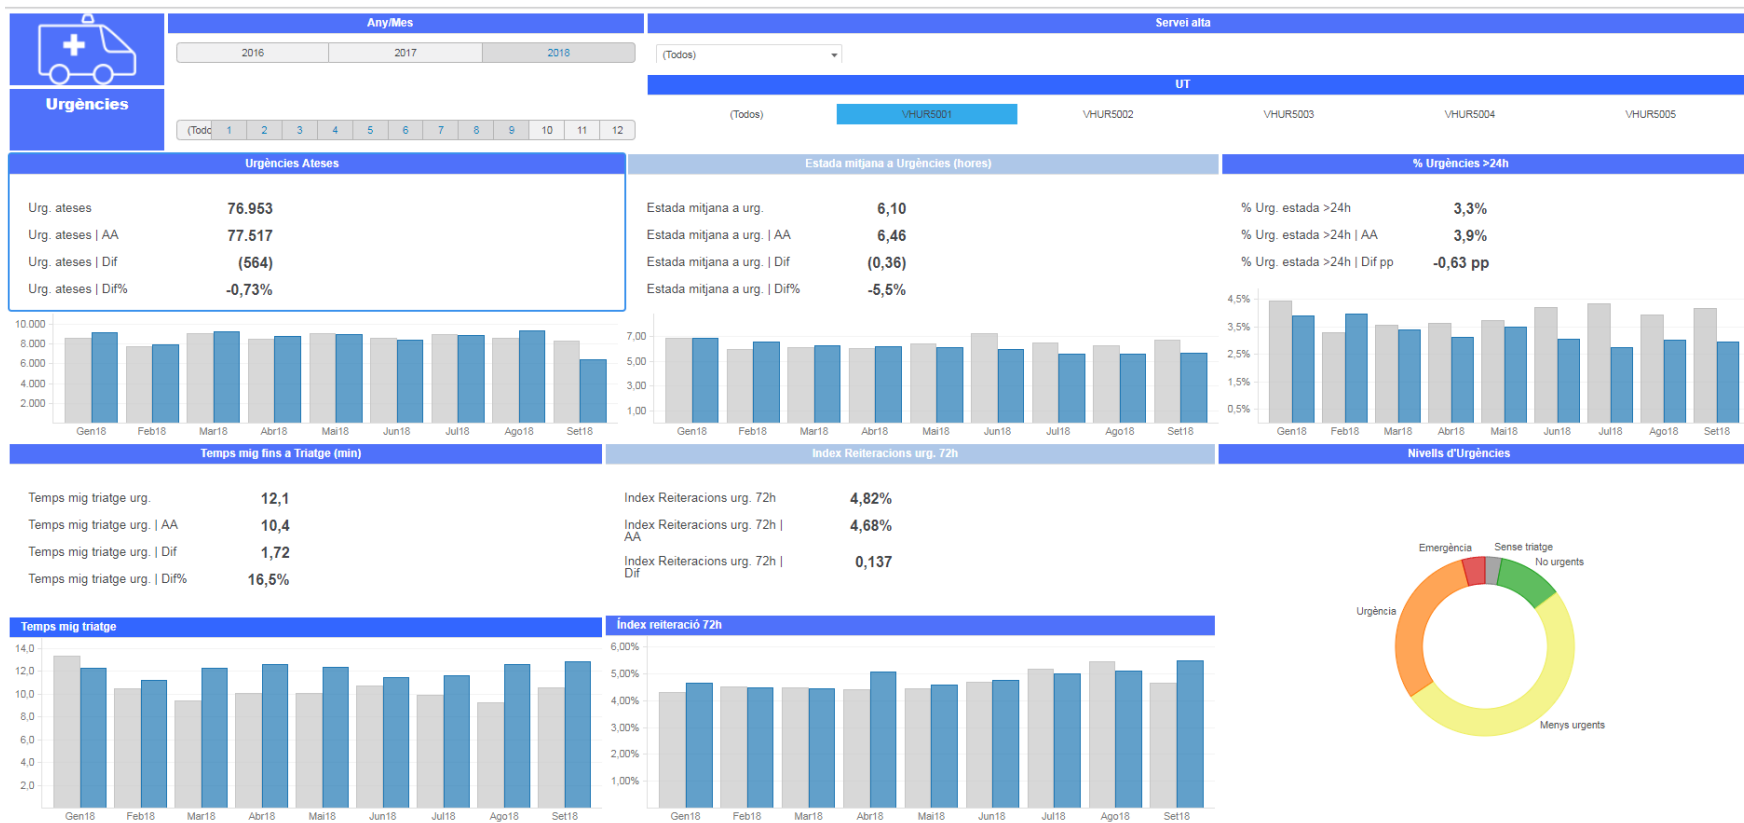 Any/Mes
Servei alta
2016 2017 2018
(Todos)
UT
Urgències
(Todos) VHUR5001 VHUR5002 VHUR5003 VHUR5004 VHUR5005
(Todc 1 2 3 4 5 6 7 8 9 10 11 12
Urgències Ateses
Urg. ateses 76.953
Urg. ateses | AA 77.517
Urg. ateses | Dif (564)
Urg. ateses | Dif% -0,73%
10.000
8.000
6.000
4.000
2.000
Gen18 Feb18 Mar18 Abr18 Mai18 Jun18 Jul18 Ago18 Set18
Estada mitjana a Urgències (hores)
Estada mitjana a urg. 6,10
Estada mitjana a urg. | AA 6,46
Estada mitjana a urg. | Dif (0,36)
Estada mitjana a urg. | Dif% -5,5%
7,00
5,00
3,00
1,00
Gen18 Feb18 Mar18 Abr18 Mai18 Jun18 Jul18 Ago18 Set18
% Urgències >24h
% Urg. estada >24h 3,3%
% Urg. estada >24h | AA 3,9%
% Urg. estada >24h | Dif pp -0,63 pp
4,5%
3,5%
2,5%
1,5%
0,5%
Gen18 Feb18 Mar18 Abr18 Mai18 Jun18 Jul18 Ago18 Set18
Temps mig fins a Triatge (min)
Temps mig triatge urg. 12,1
Temps mig triatge urg. | AA 10,4
Temps mig triatge urg. | Dif 1,72
Temps mig triatge urg. | Dif% 16,5%
Temps mig triatge
14,0
12,0
10,0
8,0
6,0
4,0
2,0
Gen18 Feb18 Mar18 Abr18 Mai18 Jun18 Jul18 Ago18 Set18
Index Reiteracions urg. 72h
Index Reiteracions urg. 72h 4,82%
Index Reiteracions urg. 72h | 4,68%
AA
Index Reiteracions urg. 72h | 0,137
Dif
Índex reiteració 72h
6,00%
5,00%
4,00%
3,00%
2,00%
1,00%
Gen18 Feb18 Mar18 Abr18 Mai18 Jun18 Jul18 Ago18 Set18
Nivells d'Urgències
Emergència Sense triatge
No urgents
Urgència
Menys urgents